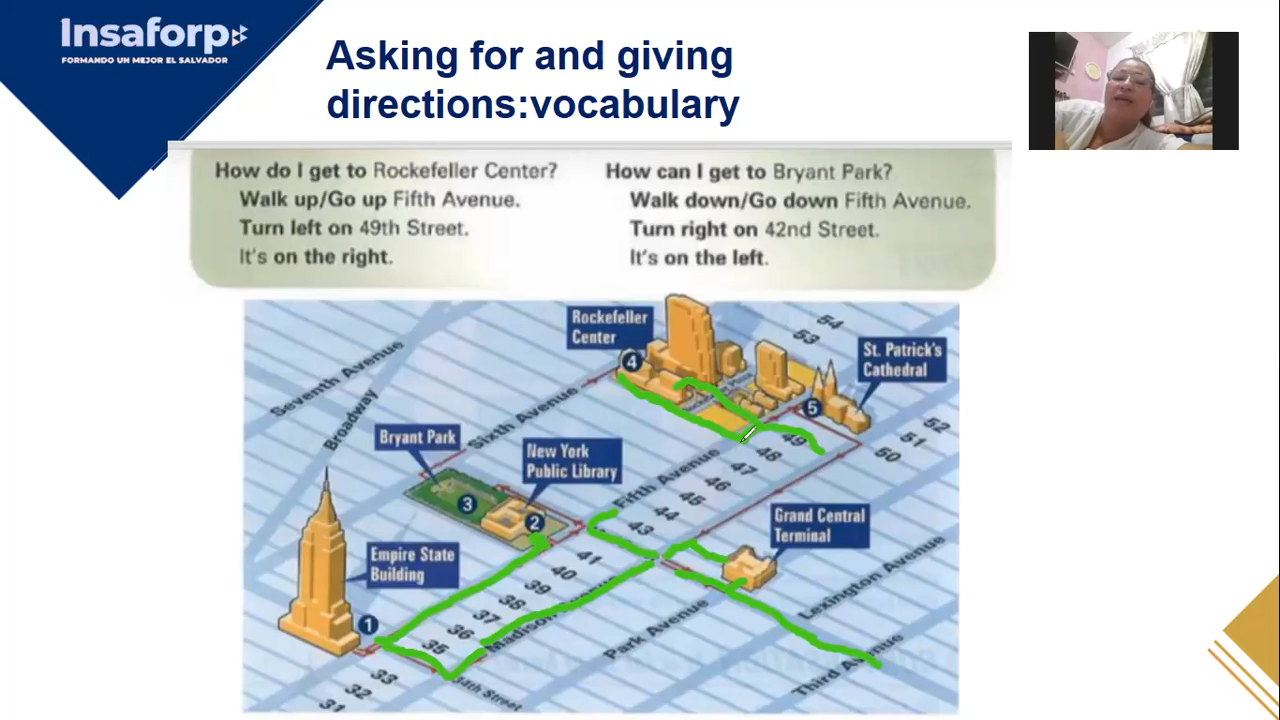 Insaforp
FORMANDO UN MEJOR EL SALVADOR
Asking for and giving
directions:vocabulary
How do I get to Rockefeller Center?
Walk up/Go up Fifth Avenue.
Turn left on 49th Street.
It's on the right.
How can I get to Bryant Park?
Walk down/Go down Fifth Avenue.
Turn right on 42nd Street.
It's on the left.
Rockefeller
Center
4
54
53
St. Patrick's
Cathedral
5
Seventh Avenue
Broadway
Sixth Avenue
Bryant Park
3
New York
Public Library
2
Fifth Avenue
52
51
50
49
48
47
46
45
44
43
41
40
39
38
37
36
35
33
32
31
Grand Central
Terminal
Empire State
Building
1
Madison Avenue
Park Avenue
Lexington Avenue
Third Avenue
34th Street